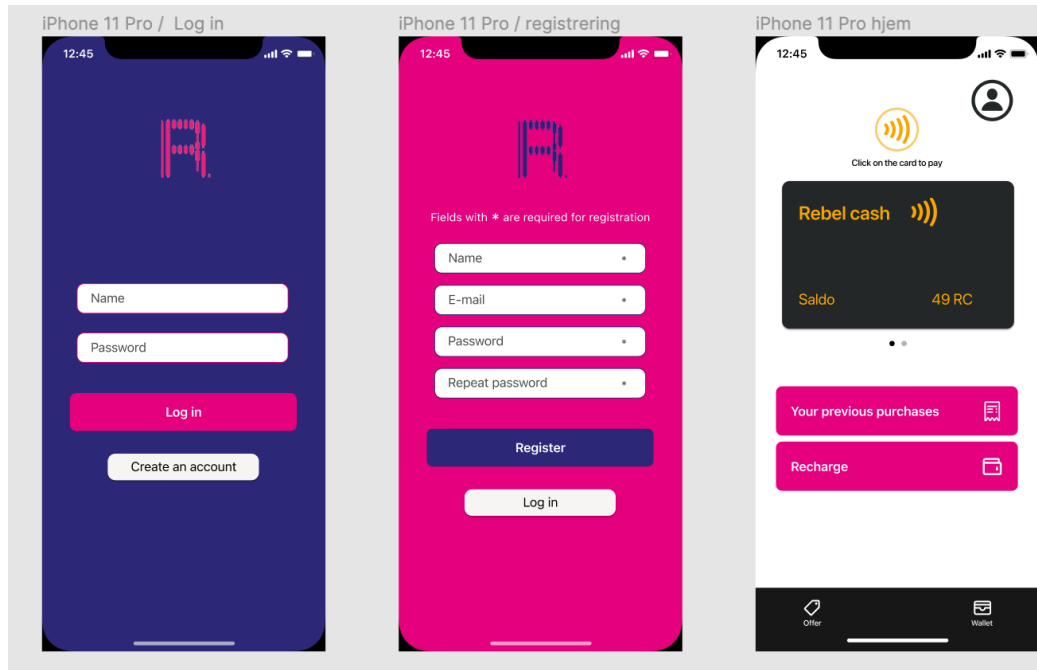 iPhone 11 Pro / Log in
12:45
R.
Name
Password
Log in
Create an account
iPhone 11 Pro / registrering
12:45
R.
Fields with * are required for registration
Name *
E-mail *
Password *
Repeat password *
Register
Log in
iPhone 11 Pro hjem
12:45
Click on the card to pay
Rebel cash
Saldo 49 RC
Your previous purchases
Recharge
Offer
Wallet